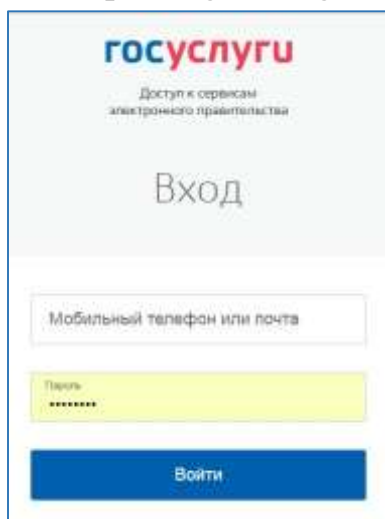 госуслуги
Доступ к сервисам
электронного правительства
Вход
Мобильный телефон или почта
Пароль
••••••••
Войти